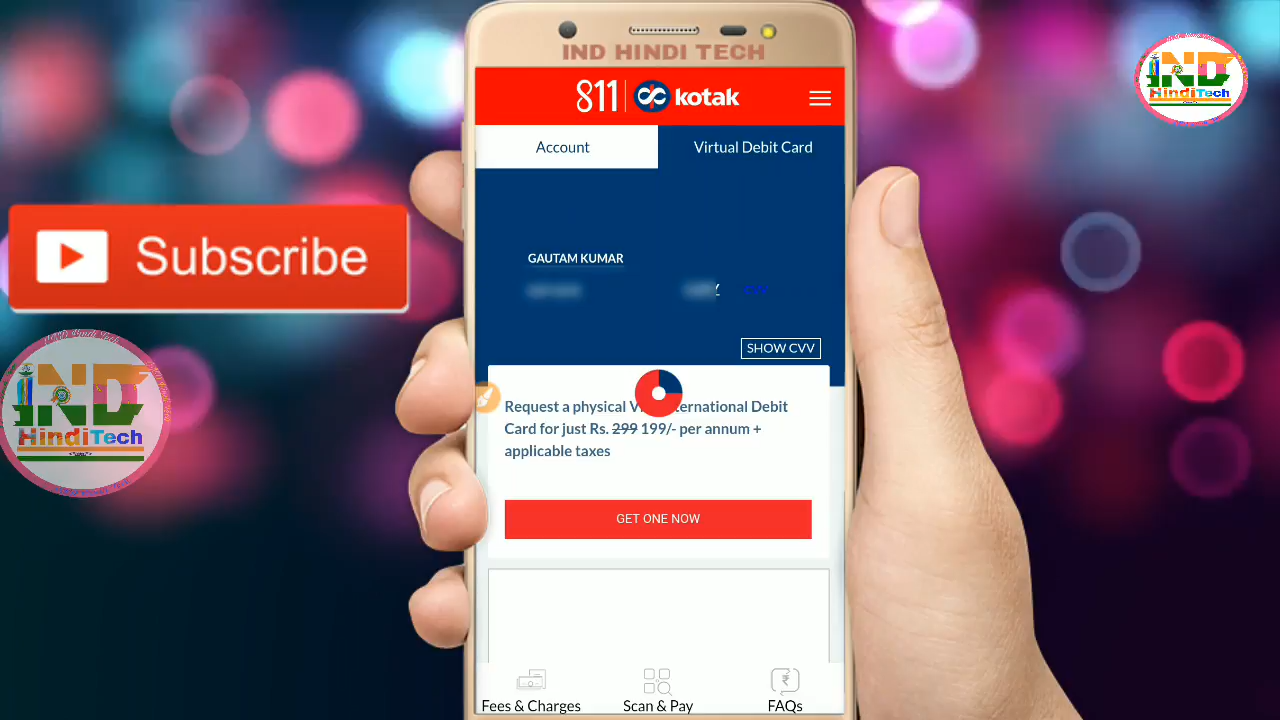 IND HINDI TECH
811 kotak
IND
HindiTech
Account
Virtual Debit Card
Subscribe
GAUTAM KUMAR
CVV
SHOW CVV
IND
HindiTech
Request a physical
ternational Debit
Card for just Rs. 299 199/- per annum +
applicable taxes
GET ONE NOW
Fees & Charges
Scan & Pay
FAQs